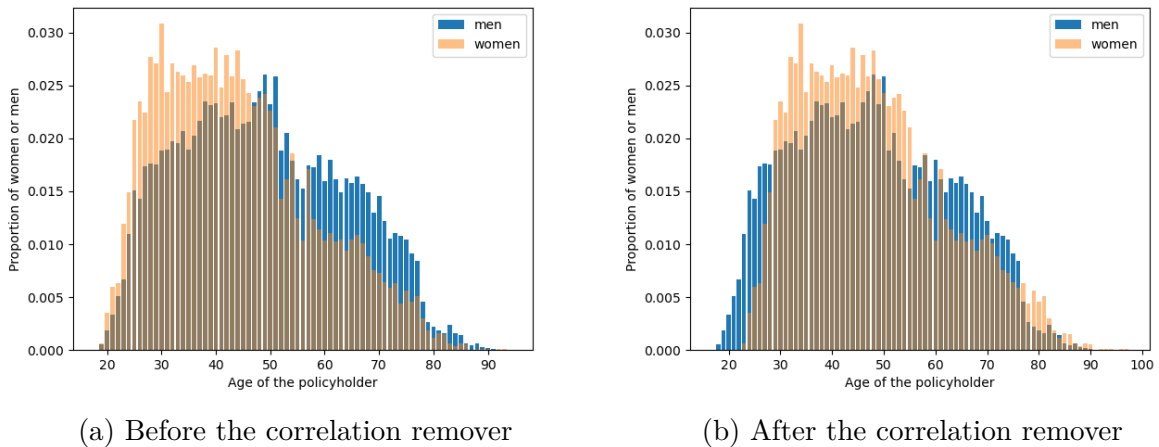 0.030
0.025
0.020
0.015
0.010
0.005
0.000
Proportion of women or men
20 30 40 50 60 70 80 90
Age of the policyholder
men
women
(a) Before the correlation remover
0.030
0.025
0.020
0.015
0.010
0.005
0.000
Proportion of women or men
20 30 40 50 60 70 80 90 100
Age of the policyholder
men
women
(b) After the correlation remover